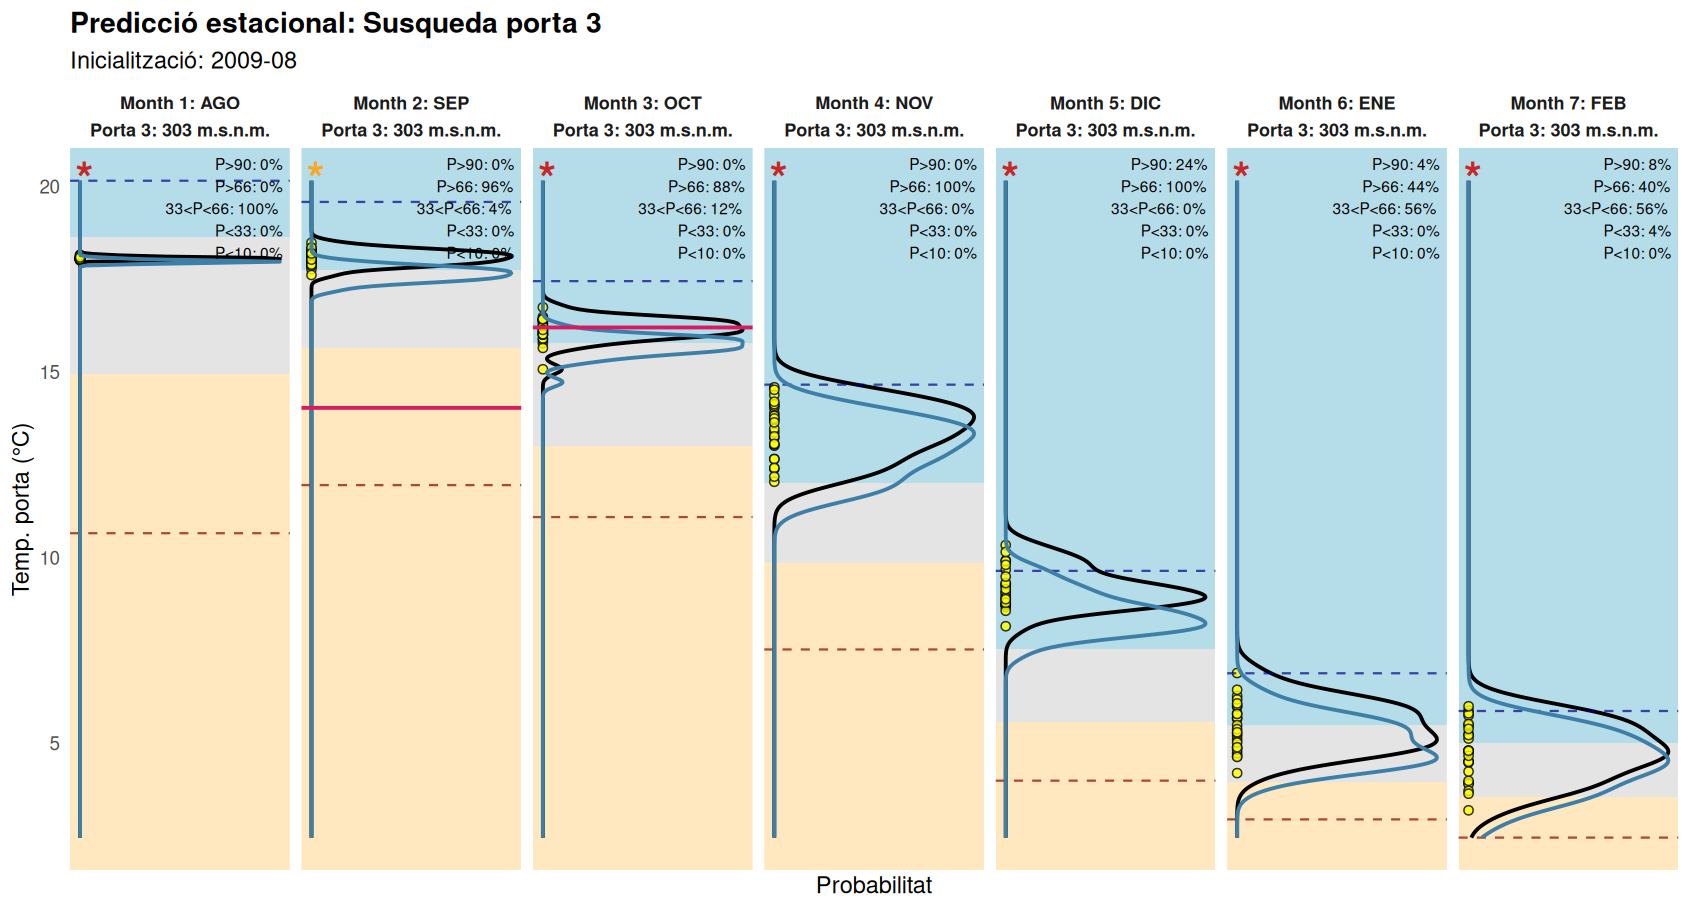 Predicció estacional: Susqueda porta 3
Inicialització: 2009-08
Month 1: AGO
Porta 3: 303 m.s.n.m.
Month 2: SEP
Porta 3: 303 m.s.n.m.
Month 3: OCT
Porta 3: 303 m.s.n.m.
Month 4: NOV
Porta 3: 303 m.s.n.m.
Month 5: DIC
Porta 3: 303 m.s.n.m.
Month 6: ENE
Porta 3: 303 m.s.n.m.
Month 7: FEB
Porta 3: 303 m.s.n.m.
*
P>90: 0%
P>66: 0%
33<P<66: 100%
P<33: 0%
P<10: 0%
*
P>90: 0%
P>66: 96%
33<P<66: 4%
P<33: 0%
P<10: 0%
*
P>90: 0%
P>66: 88%
33<P<66: 12%
P<33: 0%
P<10: 0%
*
P>90: 0%
P>66: 100%
33<P<66: 0%
P<33: 0%
P<10: 0%
*
P>90: 24%
P>66: 100%
33<P<66: 0%
P<33: 0%
P<10: 0%
*
P>90: 4%
P>66: 44%
33<P<66: 56%
P<33: 0%
P<10: 0%
*
P>90: 8%
P>66: 40%
33<P<66: 56%
P<33: 4%
P<10: 0%
20
15
10
5
Temp. porta (°C)
Probabilitat